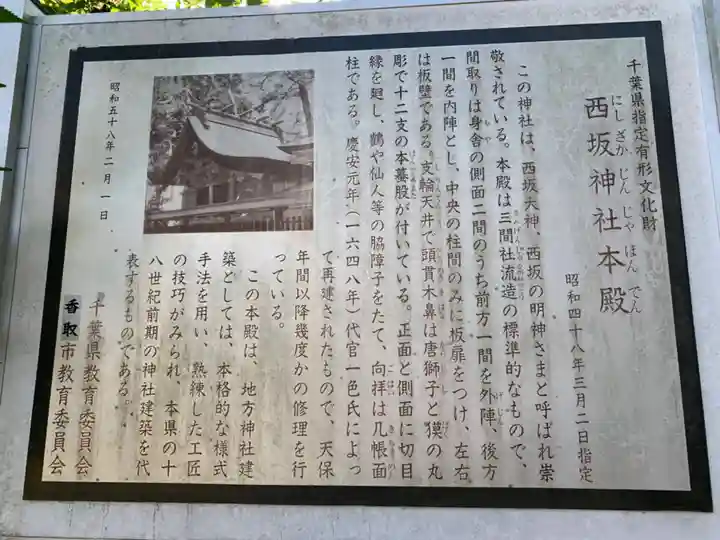 千葉県指定有形文化財
西坂神社本殿
にしざかじんじゃほんでん
昭和四十八年三月二日指定
この神社は、西坂天神、西坂の明神さまと呼ばれ崇
敬されている。本殿は三間社流造の標準的なもので、
間取りは身舎の側面二間のうち前方一間を外陣、後方
一間を内陣とし、中央の柱間のみに板扉をつけ、左右
は板壁である。支輪天井で頭貫木鼻は唐獅子と獏の丸
彫で十二支の本蟇股が付いている。正面と側面に切目
縁を廻し、鶴や仙人等の脇障子をたて、向拝は几帳面
柱である。慶安元年(一六四八年)代官一色氏によっ
て再建されたもので、天保
年間以降幾度かの修理を行
っている。
この本殿は、地方神社建
築としては、本格的な様式
手法を用い、熟練した工匠
の技巧がみられ、本県の十
八世紀前期の神社建築を代
表するものである。
昭和五十八年二月一日
千葉県教育委員会
香取市教育委員会